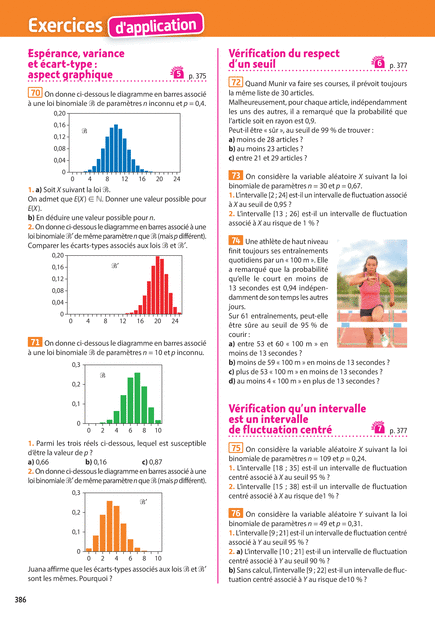 Exercices d'application
Espérance, variance
et écart-type :
aspect graphique
5 p. 375
70 On donne ci-dessous le diagramme en barres associé
à une loi binomiale ℬ de paramètres n inconnu et p = 0,4.
0,20
0,16
0,12
0,08
0,04
0
ℬ
0 4 8 12 16 20 24
1. a) Soit X suivant la loi ℬ.
On admet que E(X) ∈ ℕ. Donner une valeur possible pour
E(X).
b) En déduire une valeur possible pour n.
2. On donne ci-dessous le diagramme en barres associé à une
loi binomiale ℬ' de même paramètre n que ℬ (mais p différent).
Comparer les écarts-types associés aux lois ℬ et ℬ'.
0,20
0,16
0,12
0,08
0,04
0
ℬ'
0 4 8 12 16 20 24
71 On donne ci-dessous le diagramme en barres associé
à une loi binomiale ℬ de paramètres n = 10 et p inconnu.
0,3
0,2
0,1
0
ℬ
0 2 4 6 8 10
1. Parmi les trois réels ci-dessous, lequel est susceptible
d'être la valeur de p ?
a) 0,66 b) 0,16 c) 0,87
2. On donne ci-dessous le diagramme en barres associé à une
loi binomiale ℬ' de même paramètre n que ℬ (mais p différent).
0,3
0,2
0,1
0
ℬ'
0 2 4 6 8 10
Juana affirme que les écarts-types associés aux lois ℬ et ℬ'
sont les mêmes. Pourquoi ?
386
Vérification du respect
d'un seuil
6 p. 377
72 Quand Munir va faire ses courses, il prévoit toujours
la même liste de 30 articles.
Malheureusement, pour chaque article, indépendamment
les uns des autres, il a remarqué que la probabilité que
l'article soit en rayon est 0,9.
Peut-il être « sûr », au seuil de 99 % de trouver :
a) moins de 28 articles ?
b) au moins 23 articles ?
c) entre 21 et 29 articles ?
73 On considère la variable aléatoire X suivant la loi
binomiale de paramètres n = 30 et p = 0,67.
1. L'intervalle [2 ; 24] est-il un intervalle de fluctuation associé
à X au seuil de 0,95 ?
2. L'intervalle [13 ; 26] est-il un intervalle de fluctuation
associé à X au risque de 1 % ?
74 Une athlète de haut niveau
finit toujours ses entraînements
quotidiens par un « 100 m ». Elle
a remarqué que la probabilité
qu'elle le court en moins de
13 secondes est 0,94 indépen-
damment de son temps les autres
jours.
Sur 61 entraînements, peut-elle
être sûre au seuil de 95 % de
courir :
a) entre 53 et 60 « 100 m » en
moins de 13 secondes ?
b) moins de 59 « 100 m » en moins de 13 secondes ?
c) plus de 53 « 100 m » en moins de 13 secondes ?
d) au moins 4 « 100 m » en plus de 13 secondes ?
Vérification qu'un intervalle
est un intervalle
de fluctuation centré
7 p. 377
75 On considère la variable aléatoire X suivant la loi
binomiale de paramètres n = 109 et p = 0,24.
1. L'intervalle [18 ; 35] est-il un intervalle de fluctuation
centré associé à X au seuil 95 % ?
2. L'intervalle [15 ; 38] est-il un intervalle de fluctuation
centré associé à X au risque de1 % ?
76 On considère la variable aléatoire Y suivant la loi
binomiale de paramètres n = 49 et p = 0,31.
1. L'intervalle [9 ; 21] est-il un intervalle de fluctuation centré
associé à Y au seuil 95 % ?
2. a) L'intervalle [10 ; 21] est-il un intervalle de fluctuation
centré associé à Y au seuil 90 % ?
b) Sans calcul, l'intervalle [9 ; 22] est-il un intervalle de fluc-
tuation centré associé à Y au risque de10 % ?